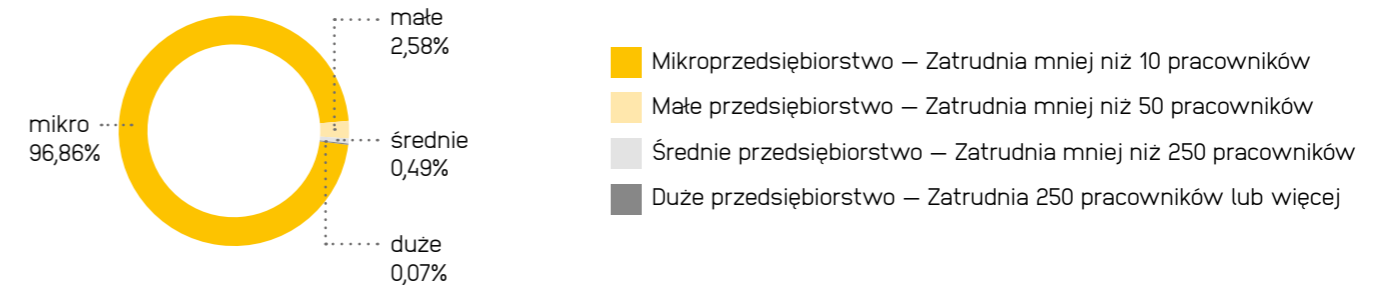 małe
2,58%
mikro
96,86%
średnie
0,49%
duże
0,07%
Mikroprzedsiębiorstwo — Zatrudnia mniej niż 10 pracowników
Małe przedsiębiorstwo — Zatrudnia mniej niż 50 pracowników
Średnie przedsiębiorstwo — Zatrudnia mniej niż 250 pracowników
Duże przedsiębiorstwo — Zatrudnia 250 pracowników lub więcej